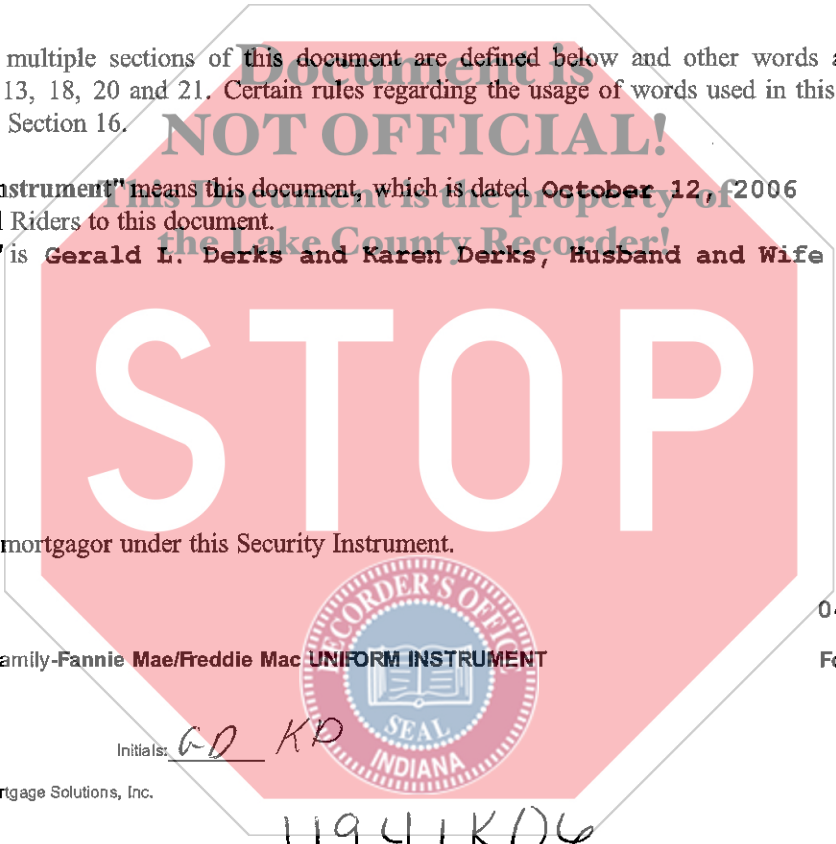 multiple sections of this document are defined below and other words
Document is
13, 18, 20 and 21. Certain rules regarding the usage of words used in this
Section 16.
NOT OFFICIAL!
nstrument" means this document, which is dated October 12, 2006
This Document is the property of
Riders to this document.
the Lake County Recorder!
is Gerald L. Derks and Karen Derks, Husband and Wife
STOP
mortgagor under this Security Instrument.
RECORDER'S OFFICE
04
amily-Fannie Mae/Freddie Mac UNIFORM INSTRUMENT
Fo
SEAL
Initials: GD KD
INDIANA
rtgage Solutions, Inc.